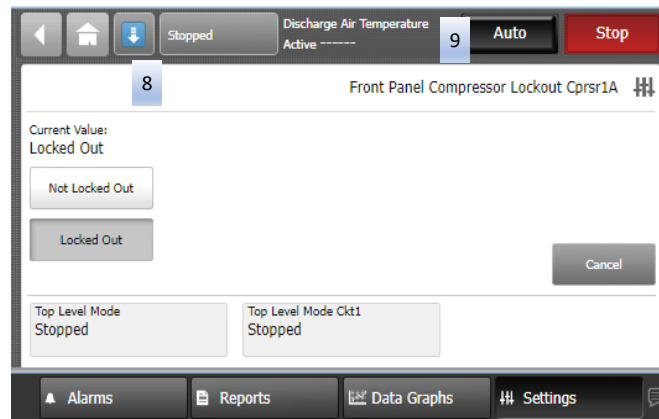 Stopped
Discharge Air Temperature
Active ------
9
Auto
Stop
8
Front Panel Compressor Lockout Cprsr1A
Current Value:
Locked Out
Not Locked Out
Locked Out
Cancel
Top Level Mode
Stopped
Top Level Mode Ckt1
Stopped
Alarms
Reports
Data Graphs
Settings